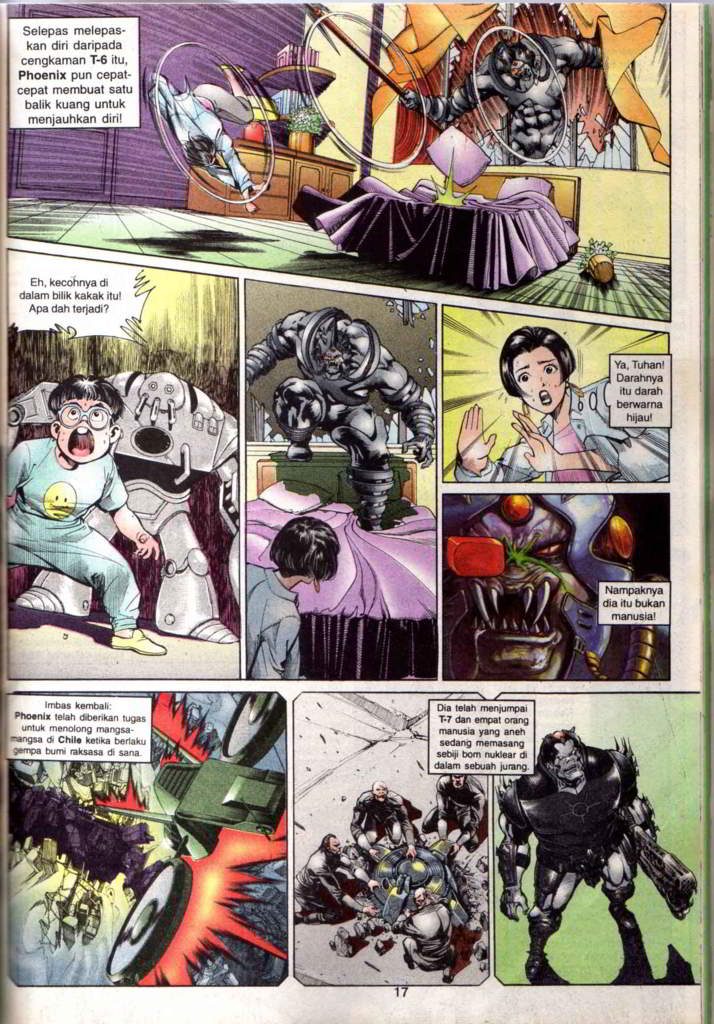 Selepas melepas-
kan diri daripada
cengkaman T-6 itu,
Phoenix pun cepat-
cepat membuat satu
balik kuang untuk
menjauhkan diri!
Eh, kecohnya di
dalam bilik kakak itu!
Apa dah terjadi?
Ya, Tuhan!
Darahnya
itu darah
berwarna
hijau!
Nampaknya
dia itu bukan
manusia!
Imbas kembali:
Phoenix telah diberikan tugas
untuk menolong mangsa-
mangsa di Chile ketika berlaku
gempa bumi raksasa di sana.
Dia telah menjumpai
T-7 dan empat orang
manusia yang aneh
sedang memasang
sebiji bom nuklear di
dalam sebuah jurang.
17